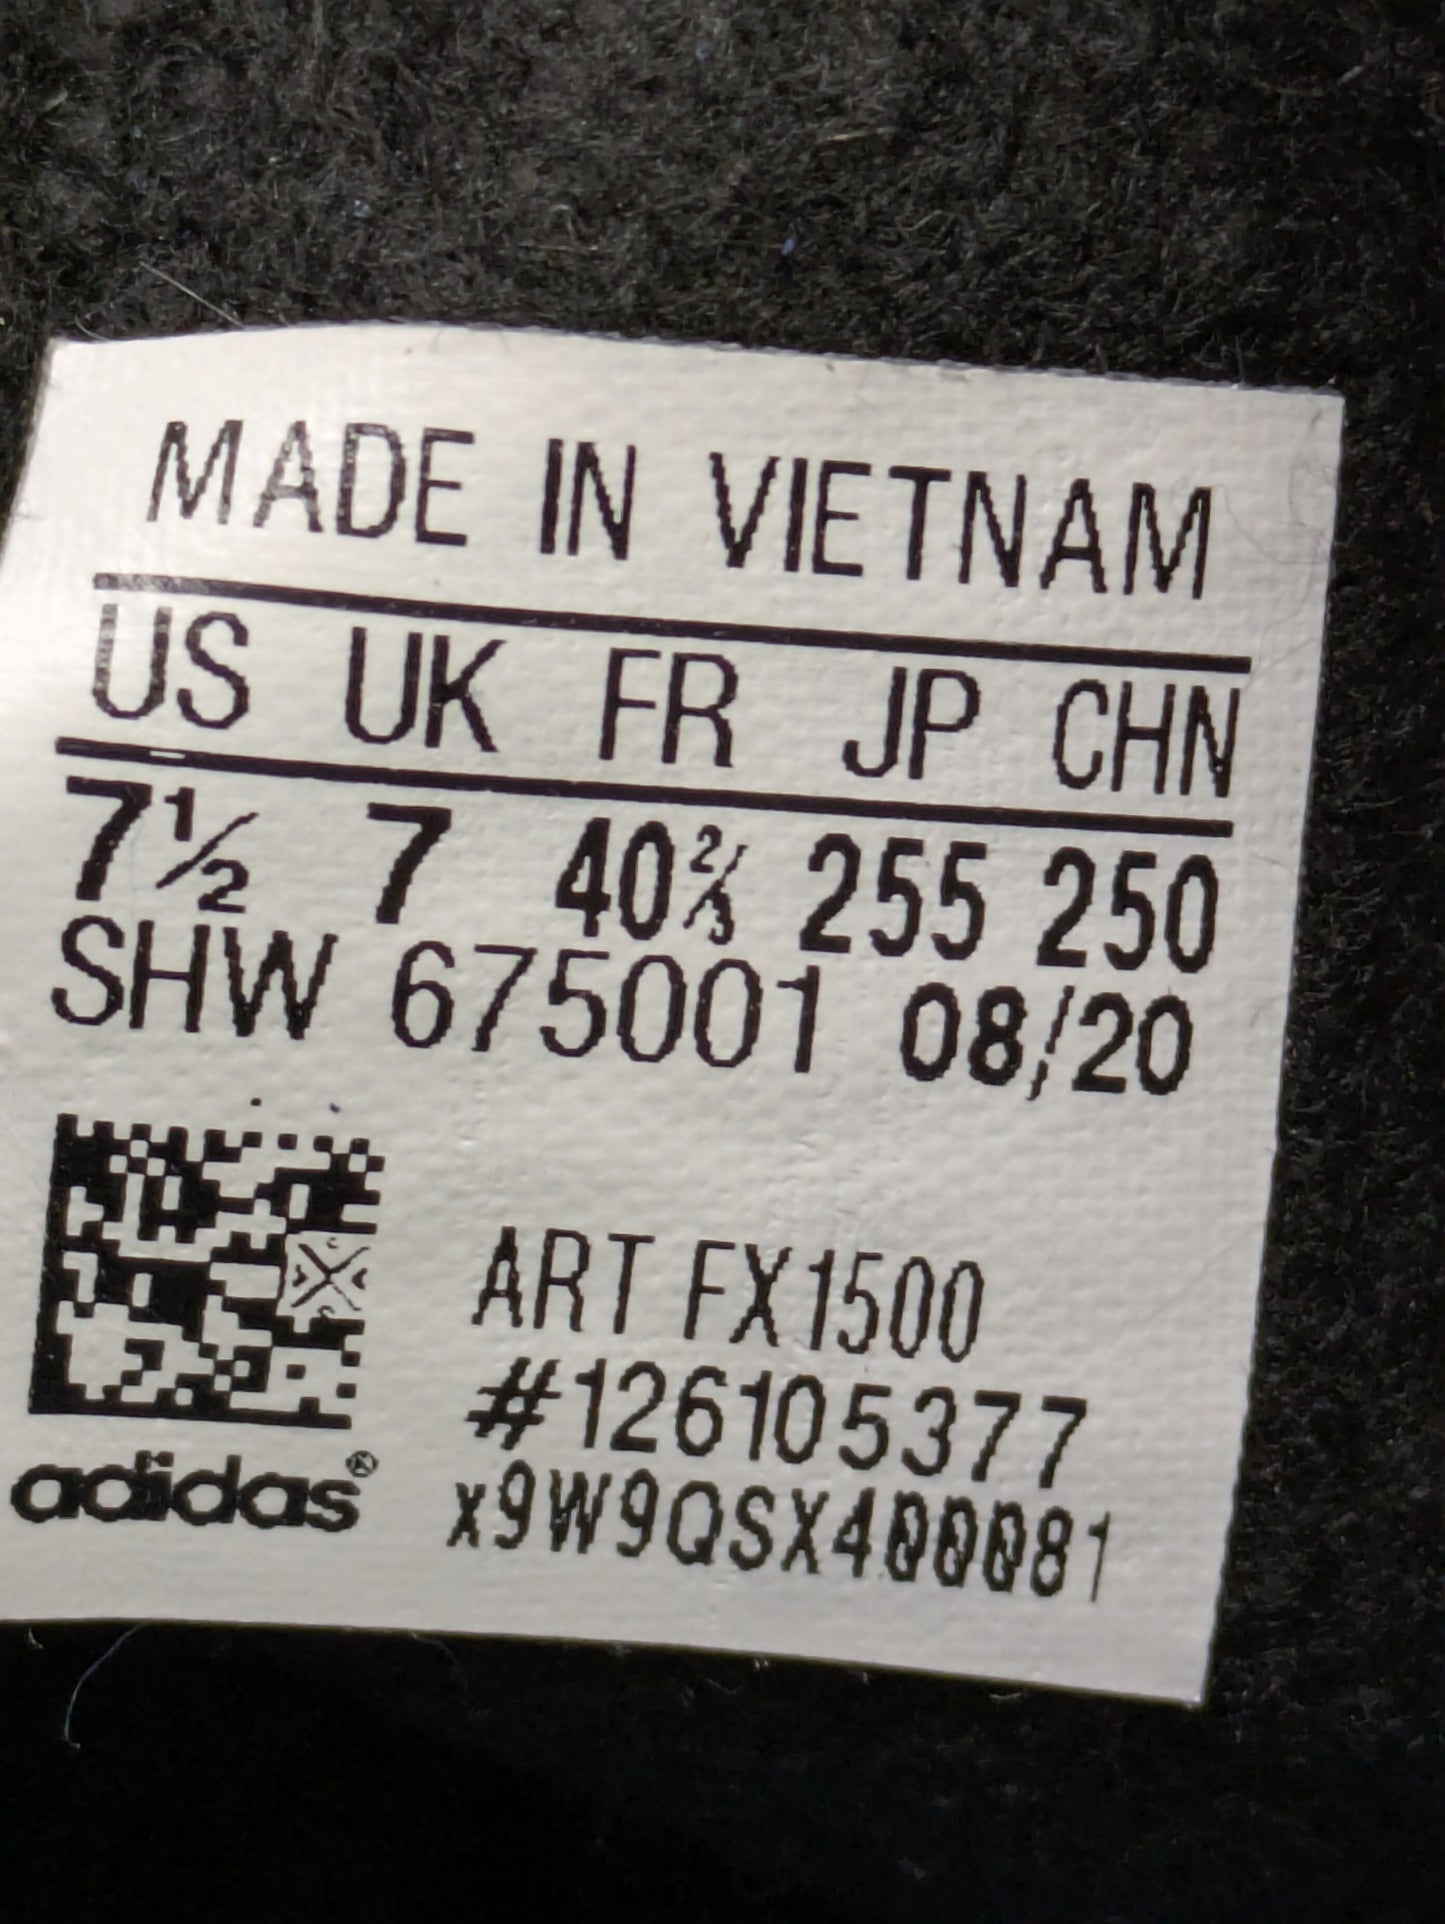 MADE IN VIETNAM
US UK FR JP CHN
7½ 7 40⅔ 255 250
SHW 675001 08/20
ART FX1500
#126105377
adidas®
x9W9QSX400081